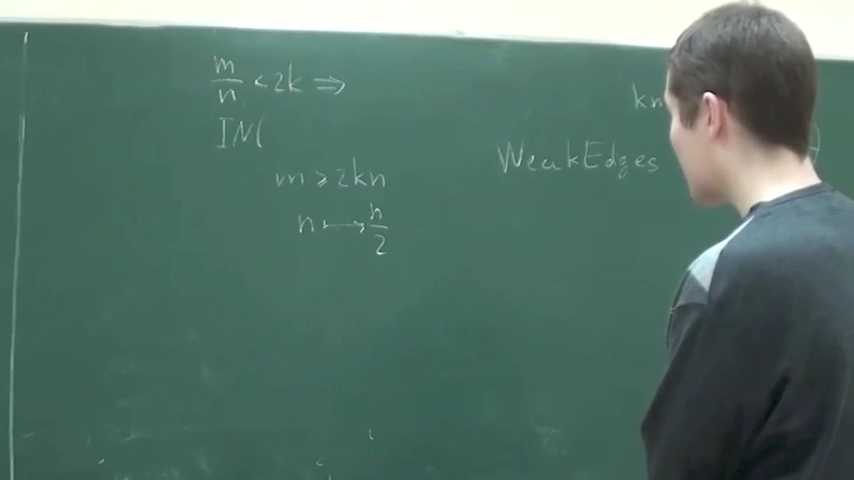 m/n < 2k ⇒
IN(
m ⩾ 2kn
n ⟼ n/2
kn
WeakEdges